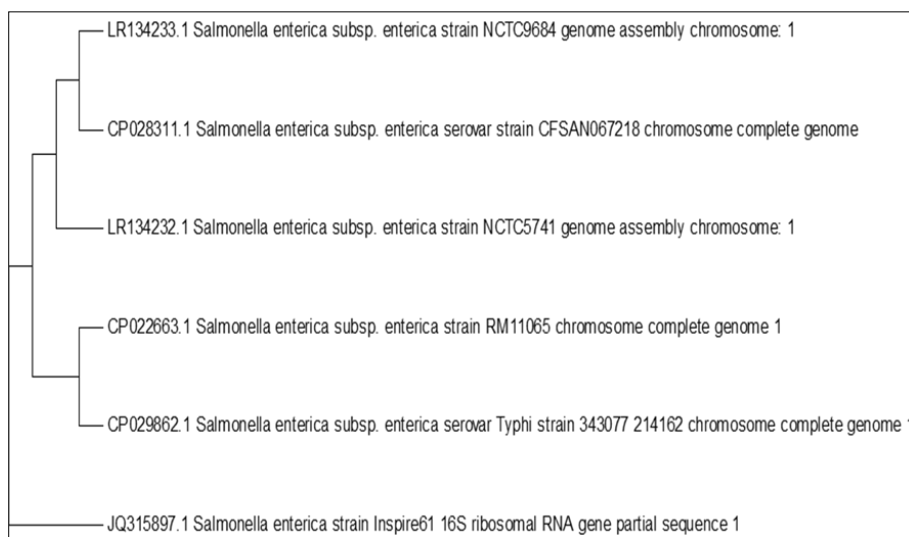 LR134233.1 Salmonella enterica subsp. enterica strain NCTC9684 genome assembly chromosome: 1
CP028311.1 Salmonella enterica subsp. enterica serovar strain CFSAN067218 chromosome complete genome
LR134232.1 Salmonella enterica subsp. enterica strain NCTC5741 genome assembly chromosome: 1
CP022663.1 Salmonella enterica subsp. enterica strain RM11065 chromosome complete genome 1
CP029862.1 Salmonella enterica subsp. enterica serovar Typhi strain 343077 214162 chromosome complete genome 1
JQ315897.1 Salmonella enterica strain Inspire61 16S ribosomal RNA gene partial sequence 1